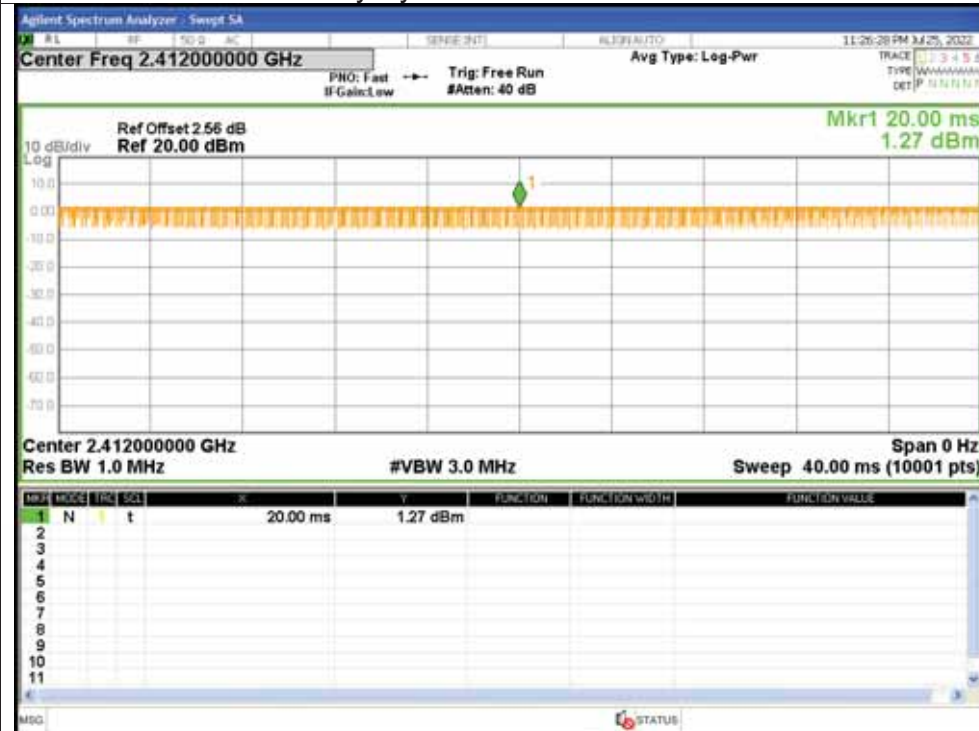 Agilent Spectrum Analyzer - Swept SA
RL RF 50 Ω AC SENSE:INT ALIGN AUTO 11:26:28 PM Jul 25, 2022
Center Freq 2.412000000 GHz
Avg Type: Log-Pwr
TRACE 1 2 3 4 5 6
PNO: Fast
Trig: Free Run
TYPE
IFGain:Low
#Atten: 40 dB
DET P N N N N N
Mkr1 20.00 ms
1.27 dBm
Ref Offset 2.56 dB
10 dB/div Ref 20.00 dBm
Log
1
10.0
0.00
-10.0
-20.0
-30.0
-40.0
-50.0
-60.0
-70.0
Center 2.412000000 GHz Span 0 Hz
Res BW 1.0 MHz #VBW 3.0 MHz Sweep 40.00 ms (10001 pts)
MKR MODE TRC SCL X Y FUNCTION FUNCTION WIDTH FUNCTION VALUE
1 N 1 t 20.00 ms 1.27 dBm
2
3
4
5
6
7
8
9
10
11
MSG STATUS